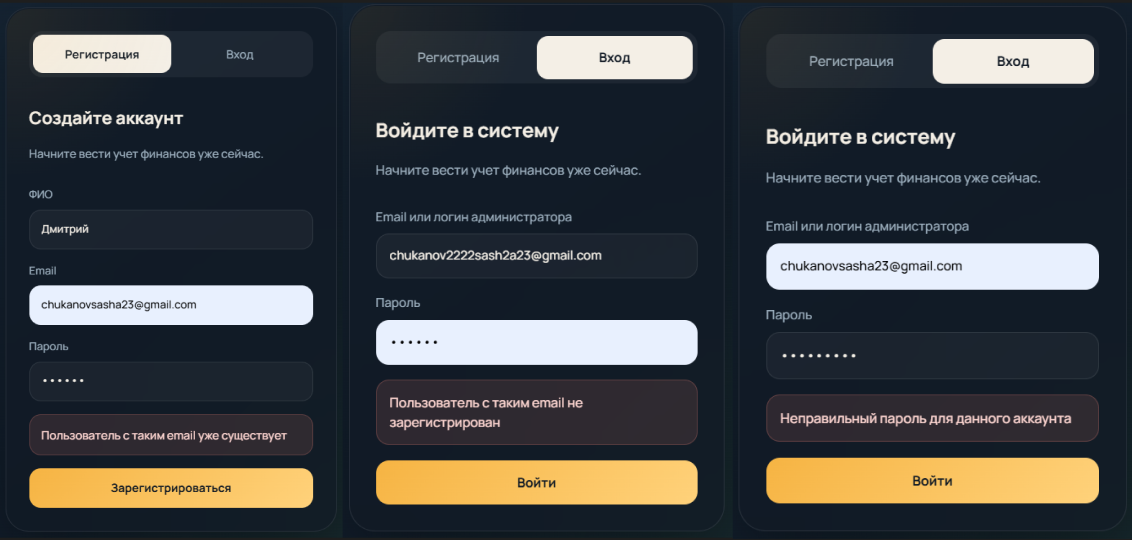 Регистрация
Вход
Создайте аккаунт
Начните вести учет финансов уже сейчас.
ФИО
Дмитрий
Email
chukanovsasha23@gmail.com
Пароль
••••••
Пользователь с таким email уже существует
Зарегистрироваться
Регистрация
Вход
Войдите в систему
Начните вести учет финансов уже сейчас.
Email или логин администратора
chukanov2222sash2a23@gmail.com
Пароль
••••••
Пользователь с таким email не
зарегистрирован
Войти
Регистрация
Вход
Войдите в систему
Начните вести учет финансов уже сейчас.
Email или логин администратора
chukanovsasha23@gmail.com
Пароль
•••••••••
Неправильный пароль для данного аккаунта
Войти